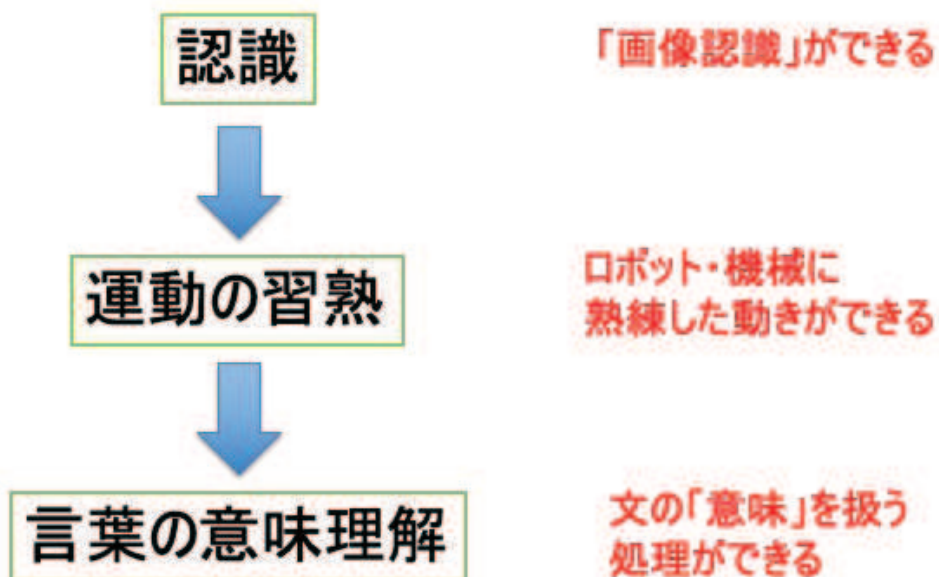 認識
「画像認識」ができる
運動の習熟
ロボット・機械に
熟練した動きができる
言葉の意味理解
文の「意味」を扱う
処理ができる